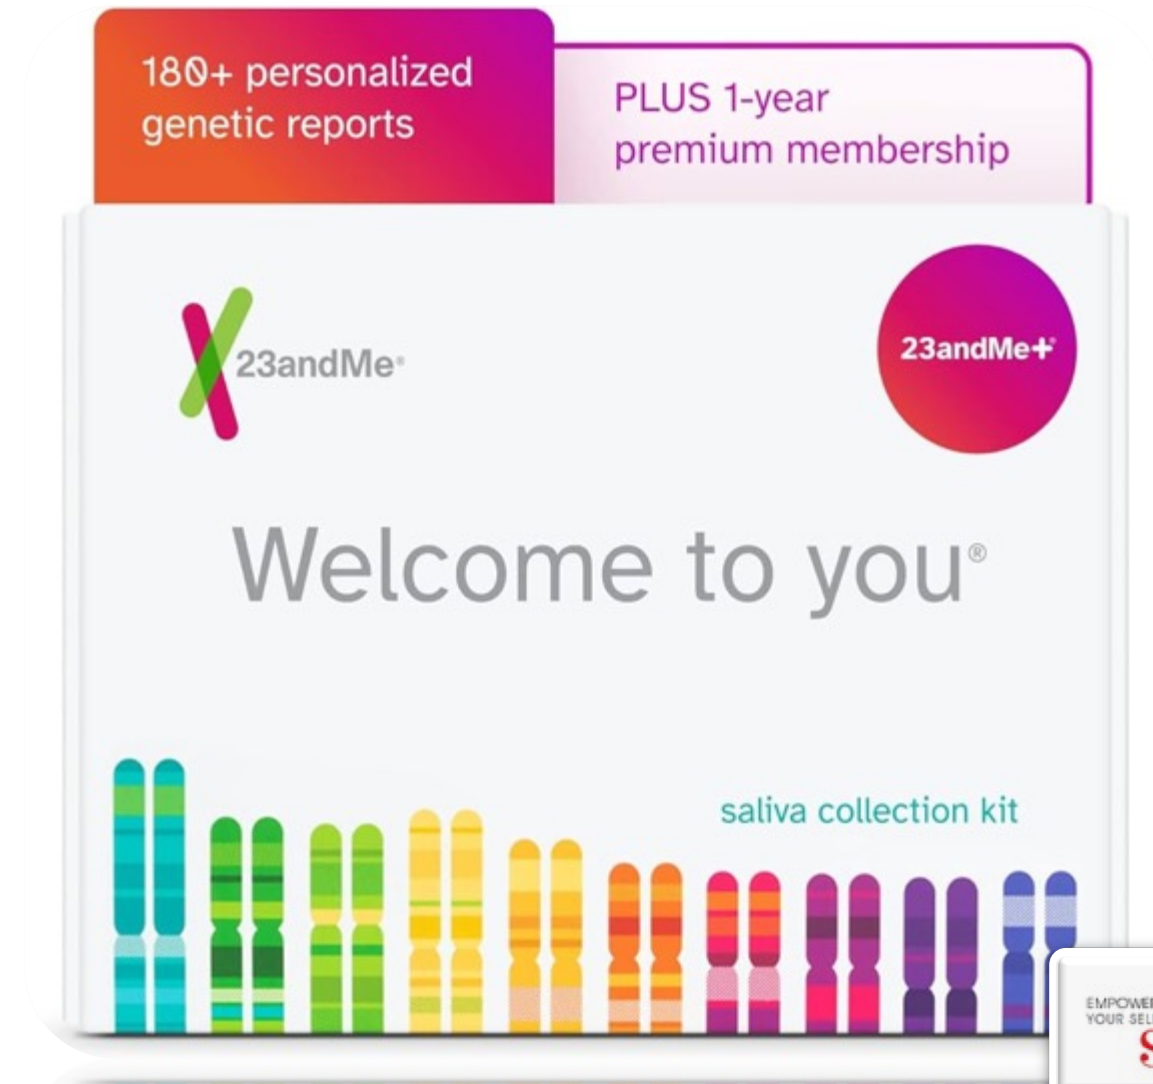 180+ personalized
genetic reports
PLUS 1-year
premium membership
23andMe®
23andMe+®
Welcome to you®
saliva collection kit